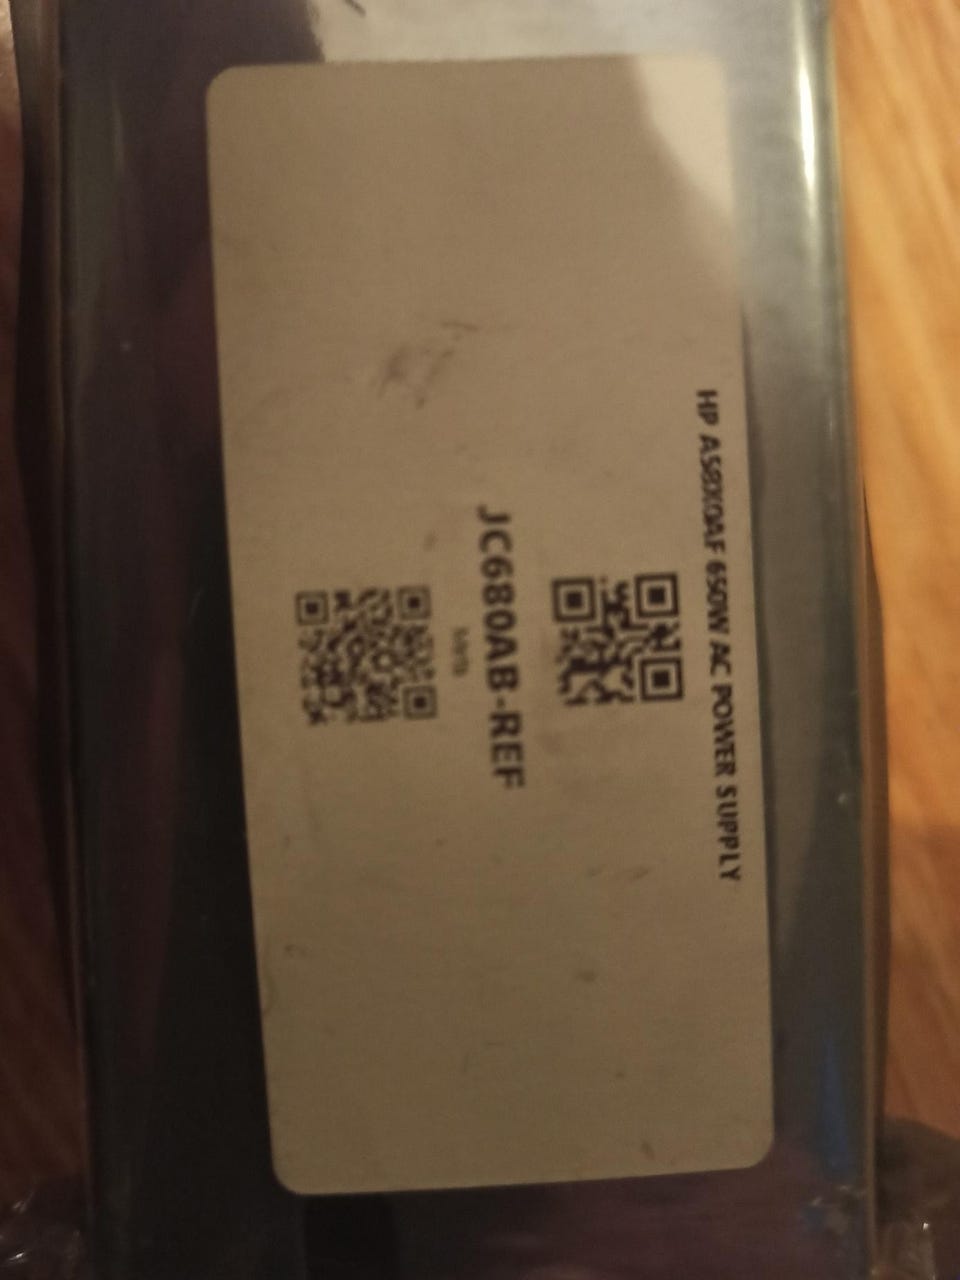 HP A58X0AF 650W AC POWER SUPPLY
JC680AB-REF